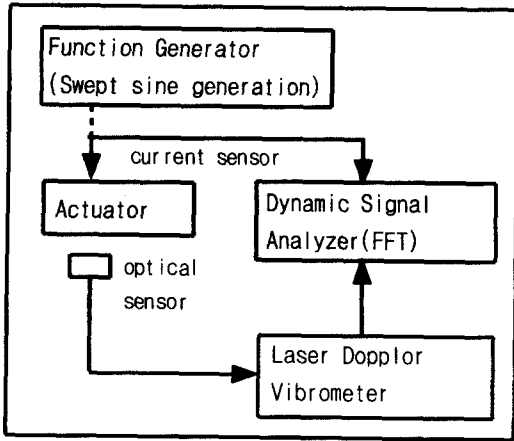 Function Generator
(Swept sine generation)
current sensor
Actuator
Dynamic Signal
Analyzer(FFT)
optical
sensor
Laser Dopplor
Vibrometer